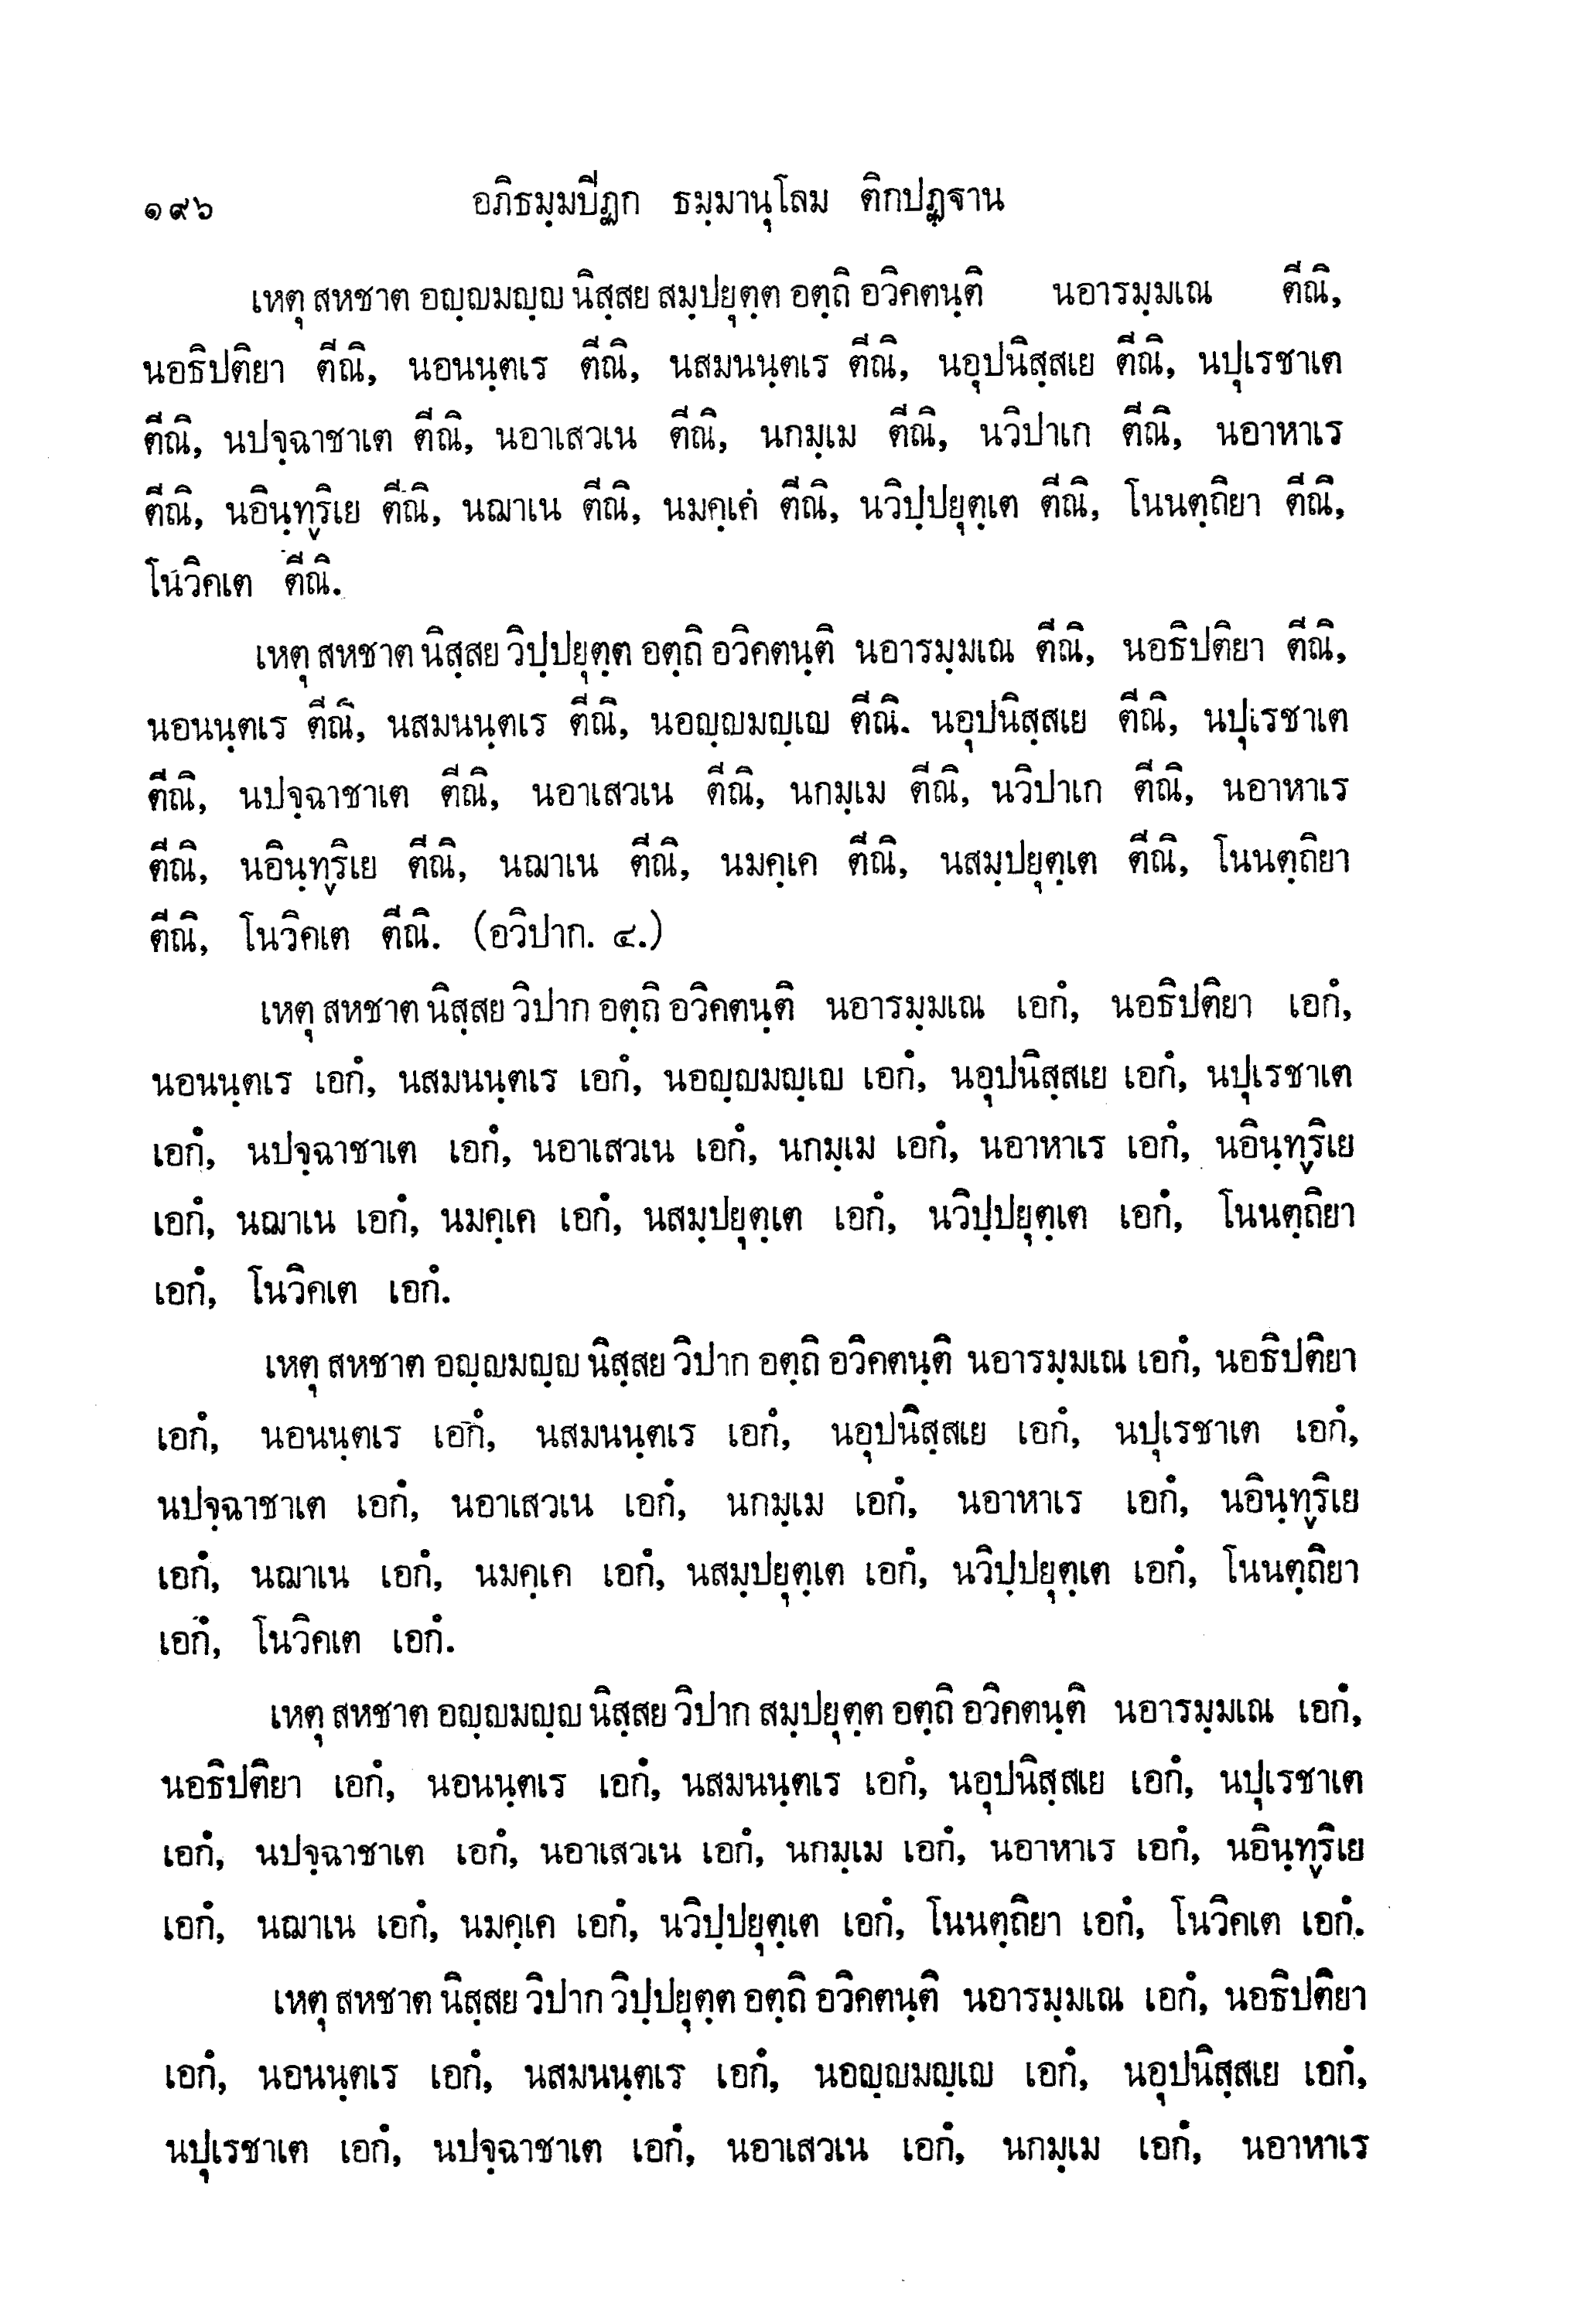 ๑๙๖ อภิธมฺมปีฏก ธมฺมานุโลม ติกปฏฺฐาน
เหตุ สหชาต อญฺญมญฺญ นิสฺสย สมฺปยุตฺต อตฺถิ อวิคตนฺติ นอารมฺมเณ ตีณิ,
นอธิปติยา ตีณิ, นอนนฺตเร ตีณิ, นสมนนฺตเร ตีณิ, นอุปนิสฺสเย ตีณิ, นปุเรชาเต
ตีณิ, นปจฺฉาชาเต ตีณิ, นอาเสวเน ตีณิ, นกมฺเม ตีณิ, นวิปาเก ตีณิ, นอาหาเร
ตีณิ, นอินฺทฺริเย ตีณิ, นฌาเน ตีณิ, นมคฺเค ตีณิ, นวิปฺปยุตฺเต ตีณิ, โนนตฺถิยา ตีณิ,
โนวิคเต ตีณิ.
เหตุ สหชาต นิสฺสย วิปฺปยุตฺต อตฺถิ อวิคตนฺติ นอารมฺมเณ ตีณิ, นอธิปติยา ตีณิ,
นอนนฺตเร ตีณิ, นสมนนฺตเร ตีณิ, นอญฺญมญฺเญ ตีณิ. นอุปนิสฺสเย ตีณิ, นปุเรชาเต
ตีณิ, นปจฺฉาชาเต ตีณิ, นอาเสวเน ตีณิ, นกมฺเม ตีณิ, นวิปาเก ตีณิ, นอาหาเร
ตีณิ, นอินฺทฺริเย ตีณิ, นฌาเน ตีณิ, นมคฺเค ตีณิ, นสมฺปยุตฺเต ตีณิ, โนนตฺถิยา
ตีณิ, โนวิคเต ตีณิ. (อวิปาก. ๔.)
เหตุ สหชาต นิสฺสย วิปาก อตฺถิ อวิคตนฺติ นอารมฺมเณ เอกํ, นอธิปติยา เอกํ,
นอนนฺตเร เอกํ, นสมนนฺตเร เอกํ, นอญฺญมญฺเญ เอกํ, นอุปนิสฺสเย เอกํ, นปุเรชาเต
เอกํ, นปจฺฉาชาเต เอกํ, นอาเสวเน เอกํ, นกมฺเม เอกํ, นอาหาเร เอกํ, นอินฺทฺริเย
เอกํ, นฌาเน เอกํ, นมคฺเค เอกํ, นสมฺปยุตฺเต เอกํ, นวิปฺปยุตฺเต เอกํ, โนนตฺถิยา
เอกํ, โนวิคเต เอกํ.
เหตุ สหชาต อญฺญมญฺญ นิสฺสย วิปาก อตฺถิ อวิคตนฺติ นอารมฺมเณ เอกํ, นอธิปติยา
เอกํ, นอนนฺตเร เอกํ, นสมนนฺตเร เอกํ, นอุปนิสฺสเย เอกํ, นปุเรชาเต เอกํ,
นปจฺฉาชาเต เอกํ, นอาเสวเน เอกํ, นกมฺเม เอกํ, นอาหาเร เอกํ, นอินฺทฺริเย
เอกํ, นฌาเน เอกํ, นมคฺเค เอกํ, นสมฺปยุตฺเต เอกํ, นวิปฺปยุตฺเต เอกํ, โนนตฺถิยา
เอกํ, โนวิคเต เอกํ.
เหตุ สหชาต อญฺญมญฺญ นิสฺสย วิปาก สมฺปยุตฺต อตฺถิ อวิคตนฺติ นอารมฺมเณ เอกํ,
นอธิปติยา เอกํ, นอนนฺตเร เอกํ, นสมนนฺตเร เอกํ, นอุปนิสฺสเย เอกํ, นปุเรชาเต
เอกํ, นปจฺฉาชาเต เอกํ, นอาเสวเน เอกํ, นกมฺเม เอกํ, นอาหาเร เอกํ, นอินฺทฺริเย
เอกํ, นฌาเน เอกํ, นมคฺเค เอกํ, นวิปฺปยุตฺเต เอกํ, โนนตฺถิยา เอกํ, โนวิคเต เอกํ.
เหตุ สหชาต นิสฺสย วิปาก วิปฺปยุตฺต อตฺถิ อวิคตนฺติ นอารมฺมเณ เอกํ, นอธิปติยา
เอกํ, นอนนฺตเร เอกํ, นสมนนฺตเร เอกํ, นอญฺญมญฺเญ เอกํ, นอุปนิสฺสเย เอกํ,
นปุเรชาเต เอกํ, นปจฺฉาชาเต เอกํ, นอาเสวเน เอกํ, นกมฺเม เอกํ, นอาหาเร